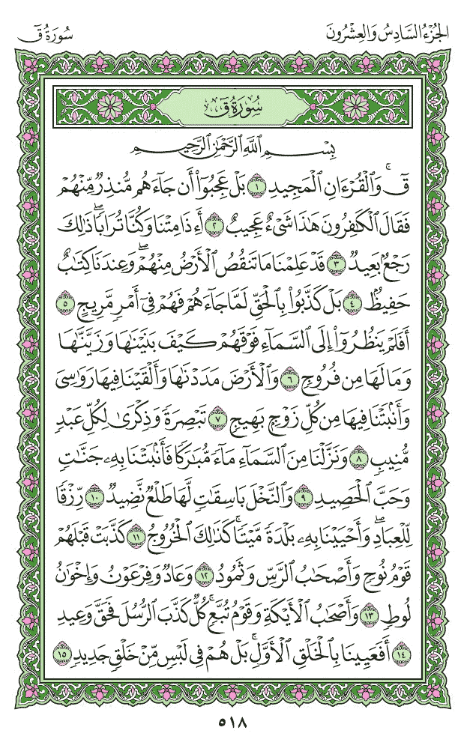 الجزء السادس والعشرون
سورة ق
سورة ق
بِسْمِ ٱللَّهِ ٱلرَّحْمَٰنِ ٱلرَّحِيمِ
قٓۚ وَٱلْقُرْءَانِ ٱلْمَجِيدِ ١ بَلْ عَجِبُوٓا۟ أَن جَآءَهُم مُّنذِرٌ مِّنْهُمْ
فَقَالَ ٱلْكَٰفِرُونَ هَٰذَا شَىْءٌ عَجِيبٌ ٢ أَءِذَا مِتْنَا وَكُنَّا تُرَابًاۖ ذَٰلِكَ
رَجْعٌۢ بَعِيدٌ ٣ قَدْ عَلِمْنَا مَا تَنقُصُ ٱلْأَرْضُ مِنْهُمْۖ وَعِندَنَا كِتَٰبٌ
حَفِيظٌۢ ٤ بَلْ كَذَّبُوا۟ بِٱلْحَقِّ لَمَّا جَآءَهُمْ فَهُمْ فِىٓ أَمْرٍ مَّرِيجٍ ٥
أَفَلَمْ يَنظُرُوٓا۟ إِلَى ٱلسَّمَآءِ فَوْقَهُمْ كَيْفَ بَنَيْنَٰهَا وَزَيَّنَّٰهَا
وَمَا لَهَا مِن فُرُوجٍ ٦ وَٱلْأَرْضَ مَدَدْنَٰهَا وَأَلْقَيْنَا فِيهَا رَوَٰسِىَ
وَأَنۢبَتْنَا فِيهَا مِن كُلِّ زَوْجٍۭ بَهِيجٍ ٧ تَبْصِرَةً وَذِكْرَىٰ لِكُلِّ عَبْدٍ
مُّنِيبٍ ٨ وَنَزَّلْنَا مِنَ ٱلسَّمَآءِ مَآءً مُّبَٰرَكًا فَأَنۢبَتْنَا بِهِۦ جَنَّٰتٍ
وَحَبَّ ٱلْحَصِيدِ ٩ وَٱلنَّخْلَ بَاسِقَٰتٍ لَّهَا طَلْعٌ نَّضِيدٌ ١٠ رِّزْقًا
لِّلْعِبَادِۖ وَأَحْيَيْنَا بِهِۦ بَلْدَةً مَّيْتًاۚ كَذَٰلِكَ ٱلْخُرُوجُ ١١ كَذَّبَتْ قَبْلَهُمْ
قَوْمُ نُوحٍ وَأَصْحَٰبُ ٱلرَّسِّ وَثَمُودُ ١٢ وَعَادٌ وَفِرْعَوْنُ وَإِخْوَٰنُ
لُوطٍ ١٣ وَأَصْحَٰبُ ٱلْأَيْكَةِ وَقَوْمُ تُبَّعٍۚ كُلٌّ كَذَّبَ ٱلرُّسُلَ فَحَقَّ وَعِيدِ
١٤ أَفَعَيِينَا بِٱلْخَلْقِ ٱلْأَوَّلِۚ بَلْ هُمْ فِى لَبْسٍ مِّنْ خَلْقٍ جَدِيدٍ ١٥
٥١٨